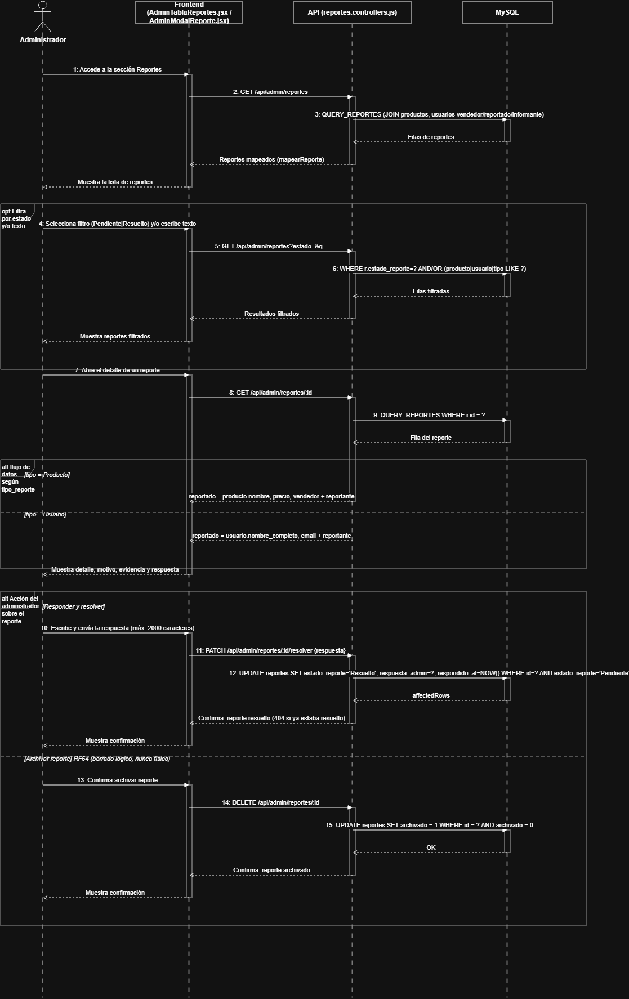 Frontend
(AdminTablaReportes.jsx /
AdminModalReporte.jsx)
API (reportes.controllers.js)
MySQL
Administrador
1: Accede a la sección Reportes
2: GET /api/admin/reportes
3: QUERY_REPORTES (JOIN productos, usuarios vendedor/reportado/informante)
Filas de reportes
Reportes mapeados (mapearReporte)
Muestra la lista de reportes
opt Filtra
por estado
y/o texto
4: Selecciona filtro (Pendiente|Resuelto) y/o escribe texto
5: GET /api/admin/reportes?estado=&q=
6: WHERE r.estado_reporte=? AND/OR (producto|usuario|tipo LIKE ?)
Filas filtradas
Resultados filtrados
Muestra reportes filtrados
7: Abre el detalle de un reporte
8: GET /api/admin/reportes/:id
9: QUERY_REPORTES WHERE r.id = ?
Fila del reporte
alt flujo de
datos
según
tipo_reporte
[tipo = Producto]
reportado = producto.nombre, precio, vendedor + reportante
[tipo = Usuario]
reportado = usuario.nombre_completo, email + reportante
Muestra detalle, motivo, evidencia y respuesta
alt Acción del
administrador
sobre el
reporte
[Responder y resolver]
10: Escribe y envía la respuesta (máx. 2000 caracteres)
11: PATCH /api/admin/reportes/:id/resolver {respuesta}
12: UPDATE reportes SET estado_reporte='Resuelto', respuesta_admin=?, respondido_at=NOW() WHERE id=? AND estado_reporte='Pendiente'
affectedRows
Confirma: reporte resuelto (404 si ya estaba resuelto)
Muestra confirmación
[Archivar reporte] RF64 (borrado lógico, nunca físico)
13: Confirma archivar reporte
14: DELETE /api/admin/reportes/:id
15: UPDATE reportes SET archivado = 1 WHERE id = ? AND archivado = 0
OK
Confirma: reporte archivado
Muestra confirmación